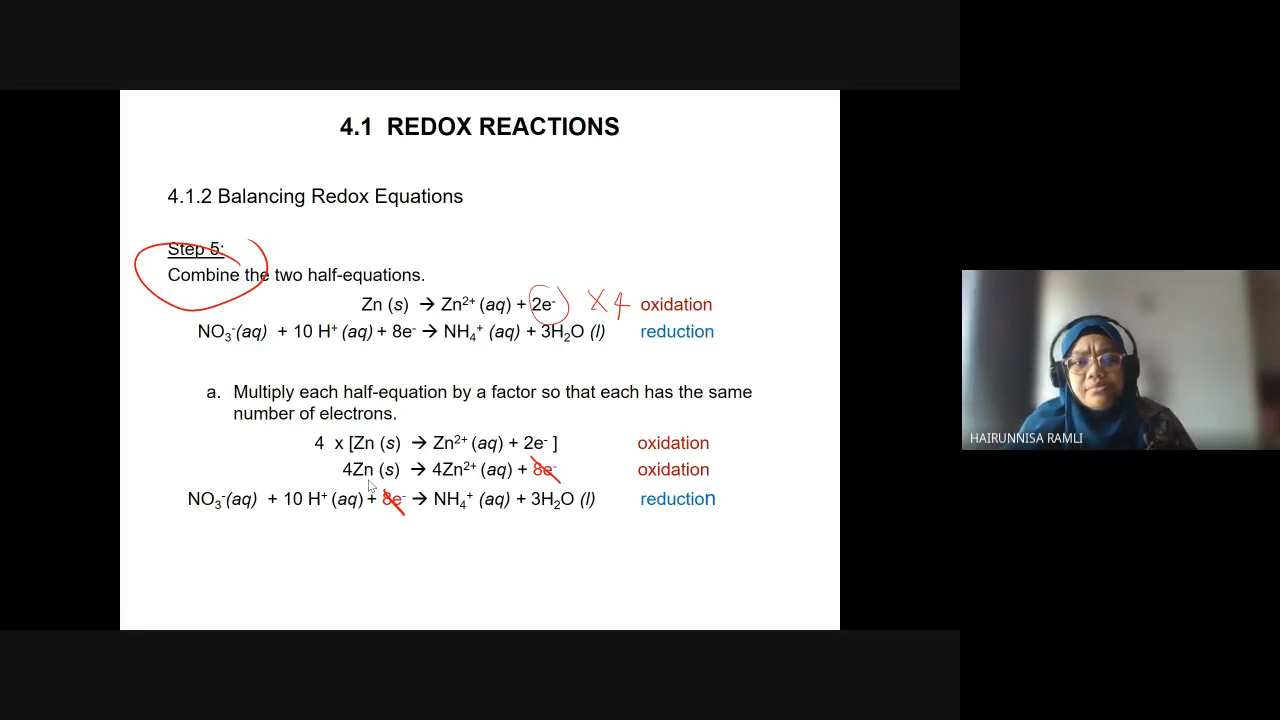 4.1 REDOX REACTIONS
4.1.2 Balancing Redox Equations
Step 5:
Combine the two half-equations.
Zn (s) → Zn²⁺ (aq) + 2e⁻ ×4 oxidation
NO₃⁻(aq) + 10 H⁺ (aq) + 8e⁻ → NH₄⁺ (aq) + 3H₂O (l) reduction
a. Multiply each half-equation by a factor so that each has the same
number of electrons.
4 x [Zn (s) → Zn²⁺ (aq) + 2e⁻ ] oxidation
4Zn (s) → 4Zn²⁺ (aq) + 8e⁻ oxidation
NO₃⁻(aq) + 10 H⁺ (aq) + 8e⁻ → NH₄⁺ (aq) + 3H₂O (l) reduction
HAIRUNNISA RAMLI